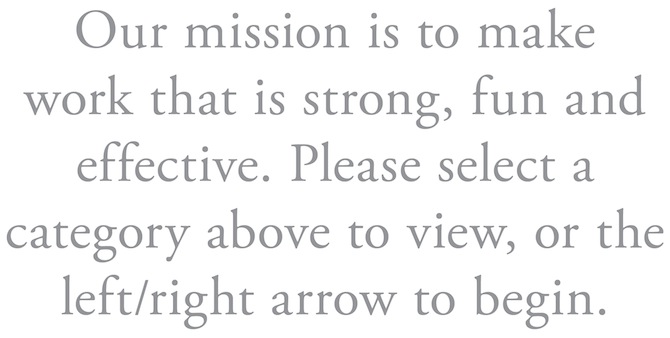 Our mission is to make
work that is strong, fun and
effective. Please select a
category above to view, or the
left/right arrow to begin.